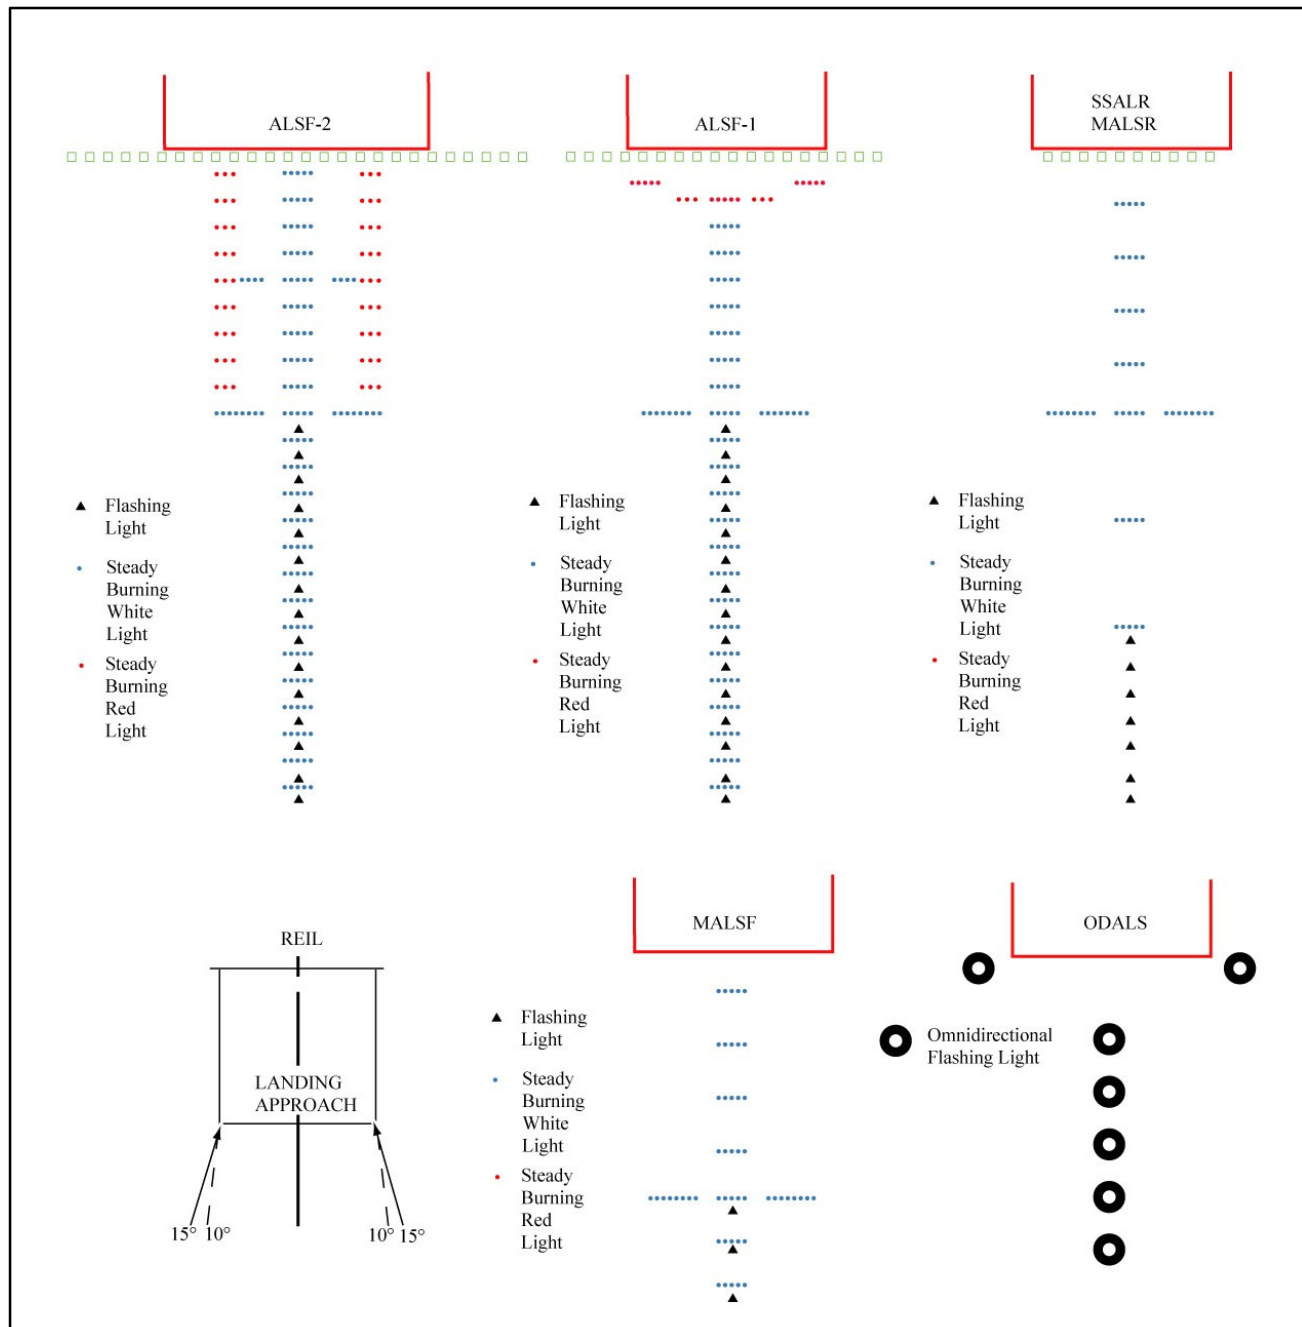 ALSF-2
ALSF-1
SSALR
MALSR
Flashing
Light
Steady
Burning
White
Light
Steady
Burning
Red
Light
Flashing
Light
Steady
Burning
White
Light
Steady
Burning
Red
Light
Flashing
Light
Steady
Burning
White
Light
Steady
Burning
Red
Light
REIL
LANDING
APPROACH
15° 10°
10° 15°
MALSF
Flashing
Light
Steady
Burning
White
Light
Steady
Burning
Red
Light
ODALS
Omnidirectional
Flashing Light